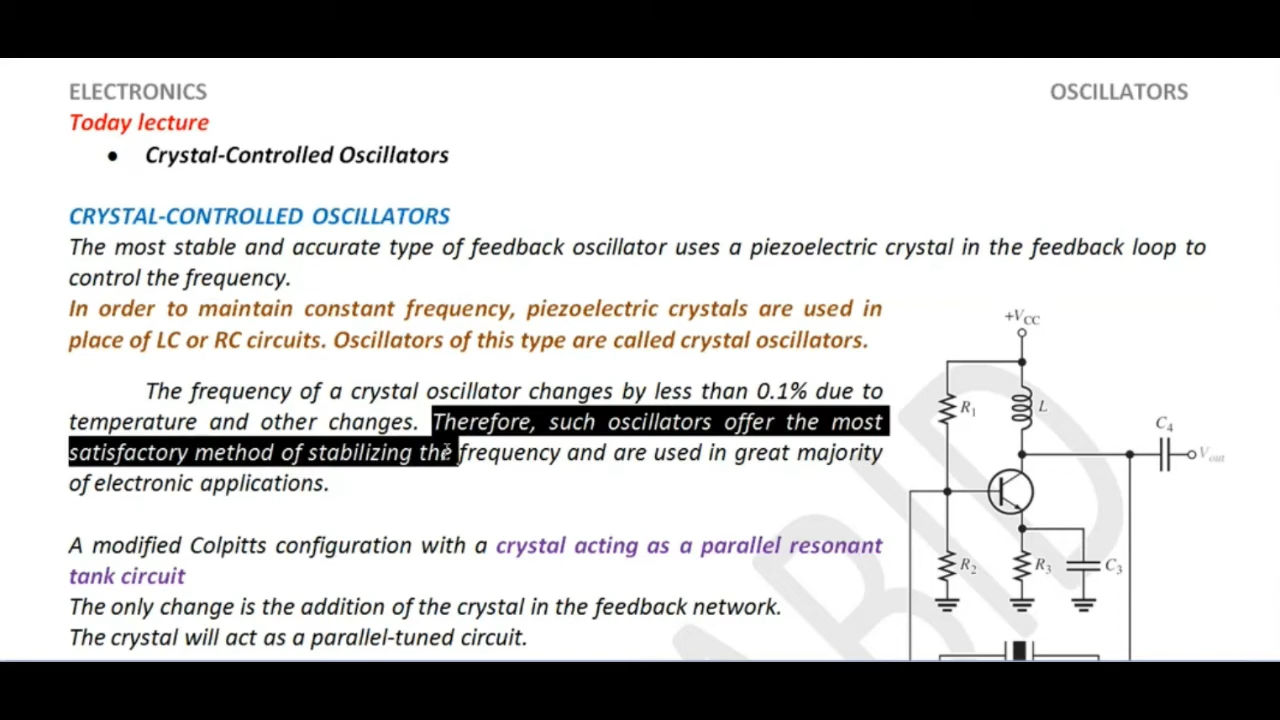 ELECTRONICS OSCILLATORS
Today lecture
• Crystal-Controlled Oscillators
CRYSTAL-CONTROLLED OSCILLATORS
The most stable and accurate type of feedback oscillator uses a piezoelectric crystal in the feedback loop to
control the frequency.
In order to maintain constant frequency, piezoelectric crystals are used in
place of LC or RC circuits. Oscillators of this type are called crystal oscillators.
The frequency of a crystal oscillator changes by less than 0.1% due to
temperature and other changes. Therefore, such oscillators offer the most
satisfactory method of stabilizing the frequency and are used in great majority
of electronic applications.
A modified Colpitts configuration with a crystal acting as a parallel resonant
tank circuit
The only change is the addition of the crystal in the feedback network.
The crystal will act as a parallel-tuned circuit.
+VCC
R1
L
C4
Vout
R2
R3
C3
ABID